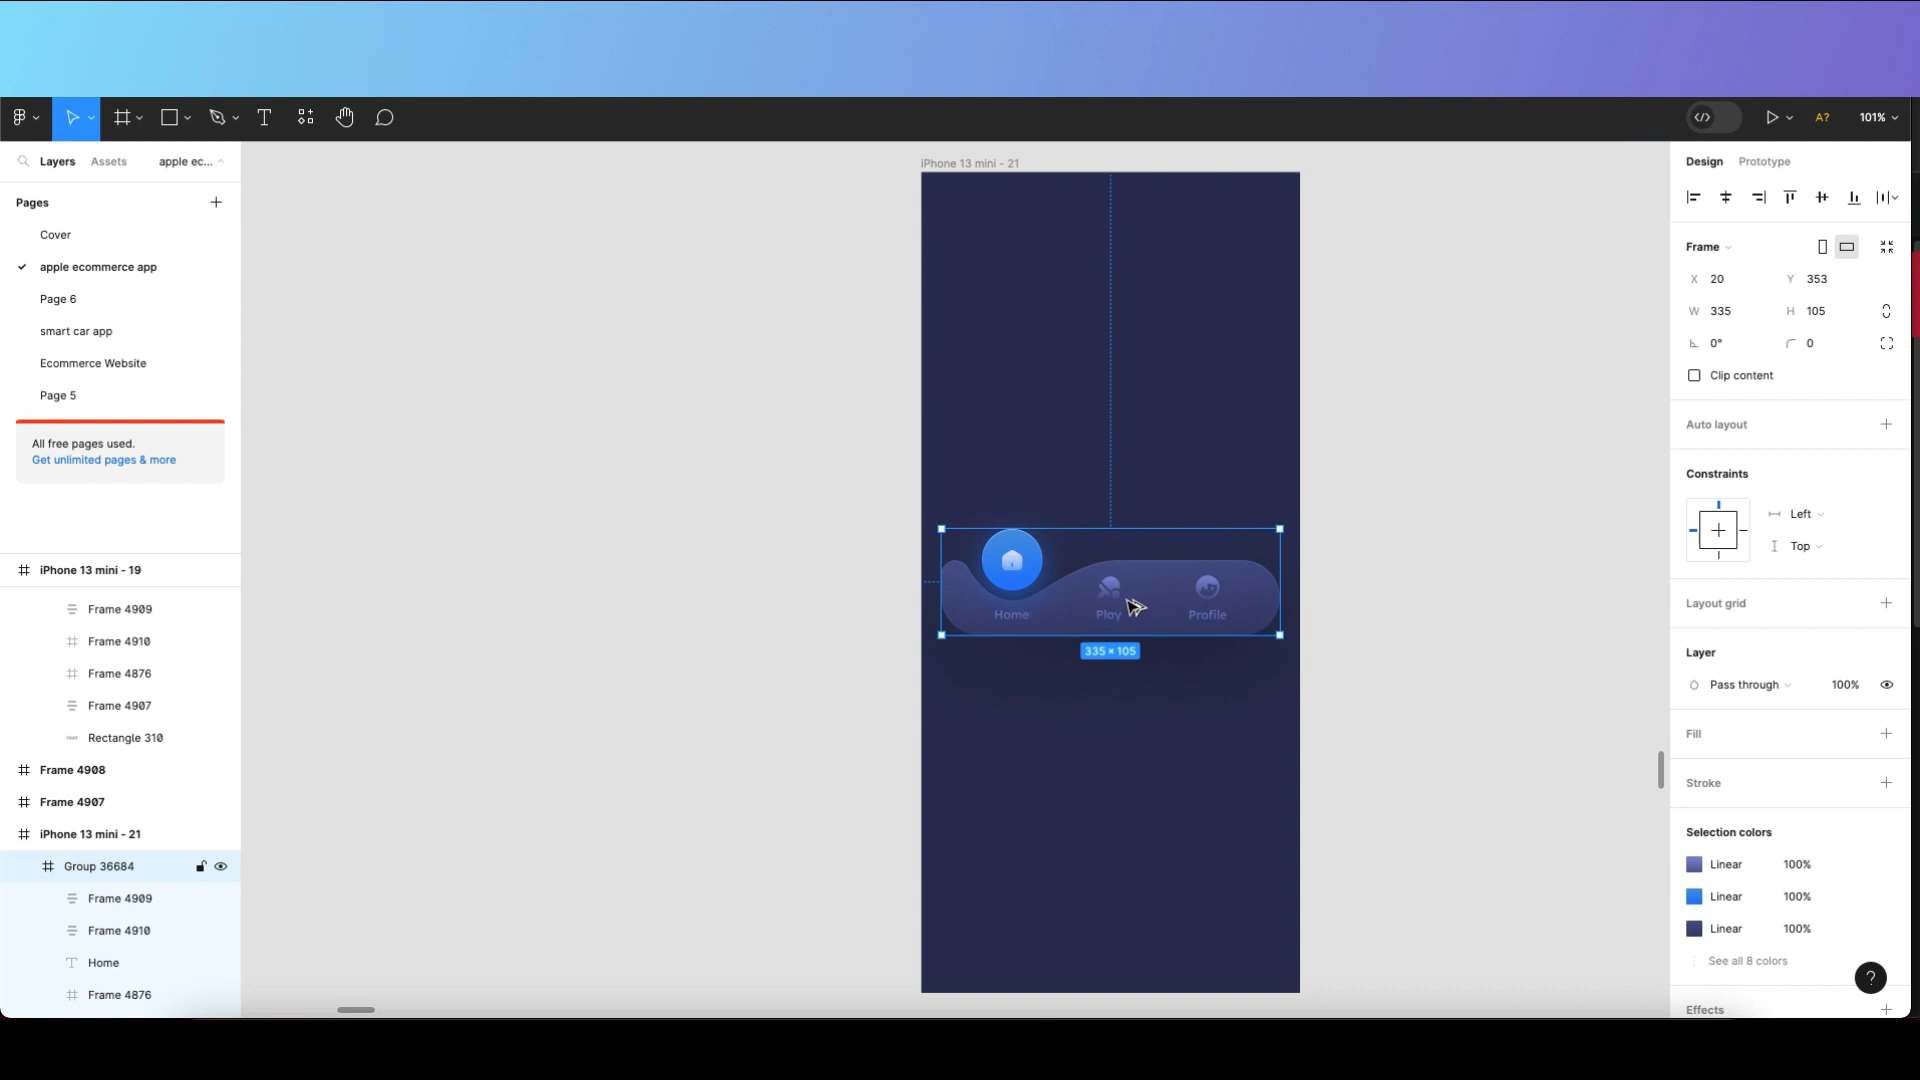 A?
101%
Layers
Assets
apple ec...
Pages
Cover
apple ecommerce app
Page 6
smart car app
Ecommerce Website
Page 5
All free pages used.
Get unlimited pages & more
iPhone 13 mini - 19
Frame 4909
Frame 4910
Frame 4876
Frame 4907
Rectangle 310
Frame 4908
Frame 4907
iPhone 13 mini - 21
Group 36684
Frame 4909
Frame 4910
Home
Frame 4876
iPhone 13 mini - 21
Home
Play
Profile
335 × 105
Design
Prototype
Frame
X 20
Y 353
W 335
H 105
0°
0
Clip content
Auto layout
Constraints
Left
Top
Layout grid
Layer
Pass through
100%
Fill
Stroke
Selection colors
Linear 100%
Linear 100%
Linear 100%
See all 8 colors
Effects
?